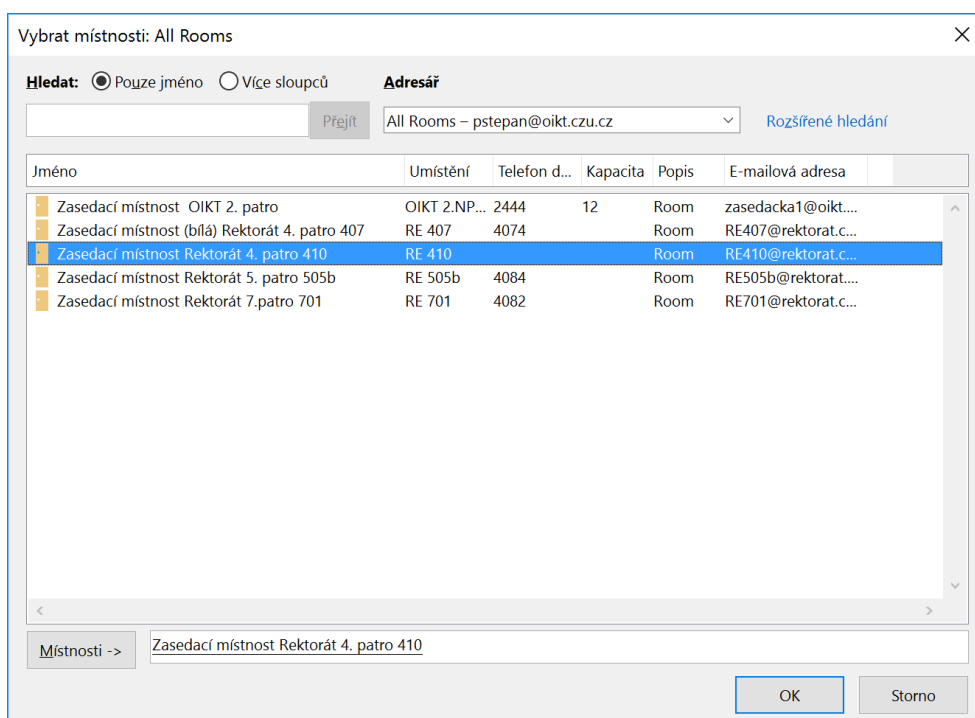 Vybrat místnosti: All Rooms
Hledat: Pouze jméno Více sloupců Adresář
Přejít All Rooms – pstepan@oikt.czu.cz Rozšířené hledání
Jméno Umístění Telefon d... Kapacita Popis E-mailová adresa
Zasedací místnost OIKT 2. patro OIKT 2.NP... 2444 12 Room zasedacka1@oikt....
Zasedací místnost (bílá) Rektorát 4. patro 407 RE 407 4074 Room RE407@rektorat.c...
Zasedací místnost Rektorát 4. patro 410 RE 410 Room RE410@rektorat.c...
Zasedací místnost Rektorát 5. patro 505b RE 505b 4084 Room RE505b@rektorat....
Zasedací místnost Rektorát 7.patro 701 RE 701 4082 Room RE701@rektorat.c...
Místnosti -> Zasedací místnost Rektorát 4. patro 410
OK Storno